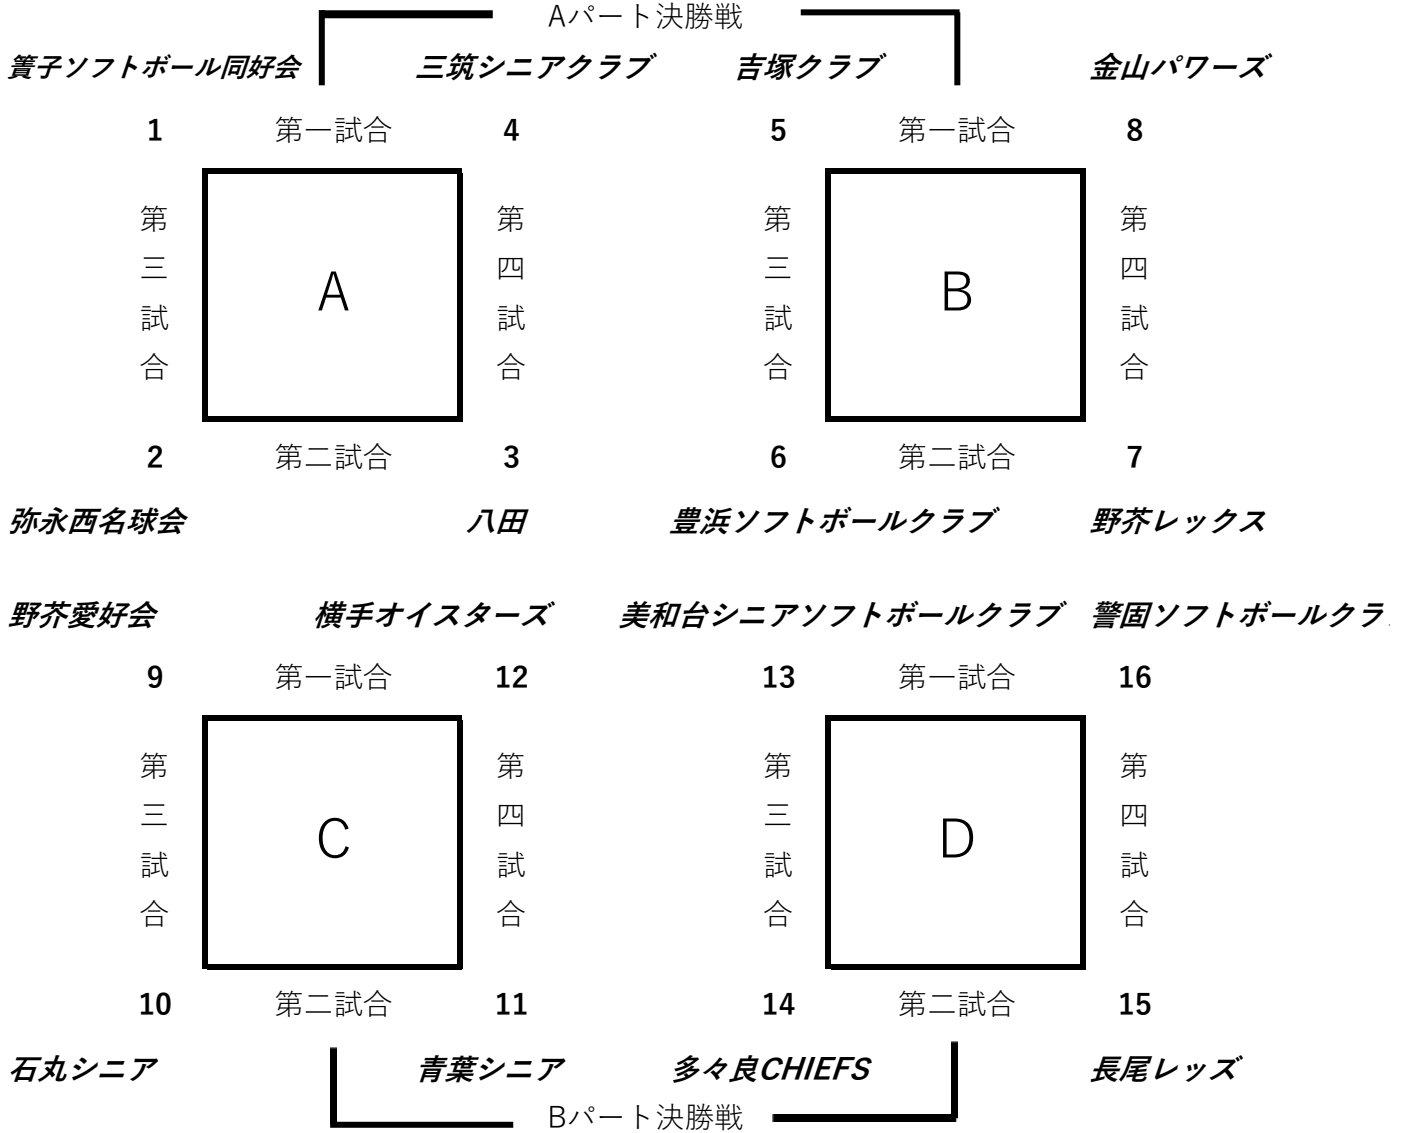 Aパート決勝戦
簀子ソフトボール同好会 三筑シニアクラブ 吉塚クラブ 金山パワーズ
1 第一試合 4 5 第一試合 8
第三試合 A 第四試合 第三試合 B 第四試合
2 第二試合 3 6 第二試合 7
弥永西名球会 八田 豊浜ソフトボールクラブ 野芥レックス
野芥愛好会 横手オイスターズ 美和台シニアソフトボールクラブ 警固ソフトボールクラ
9 第一試合 12 13 第一試合 16
第三試合 C 第四試合 第三試合 D 第四試合
10 第二試合 11 14 第二試合 15
石丸シニア 青葉シニア 多々良CHIEFS 長尾レッズ
Bパート決勝戦